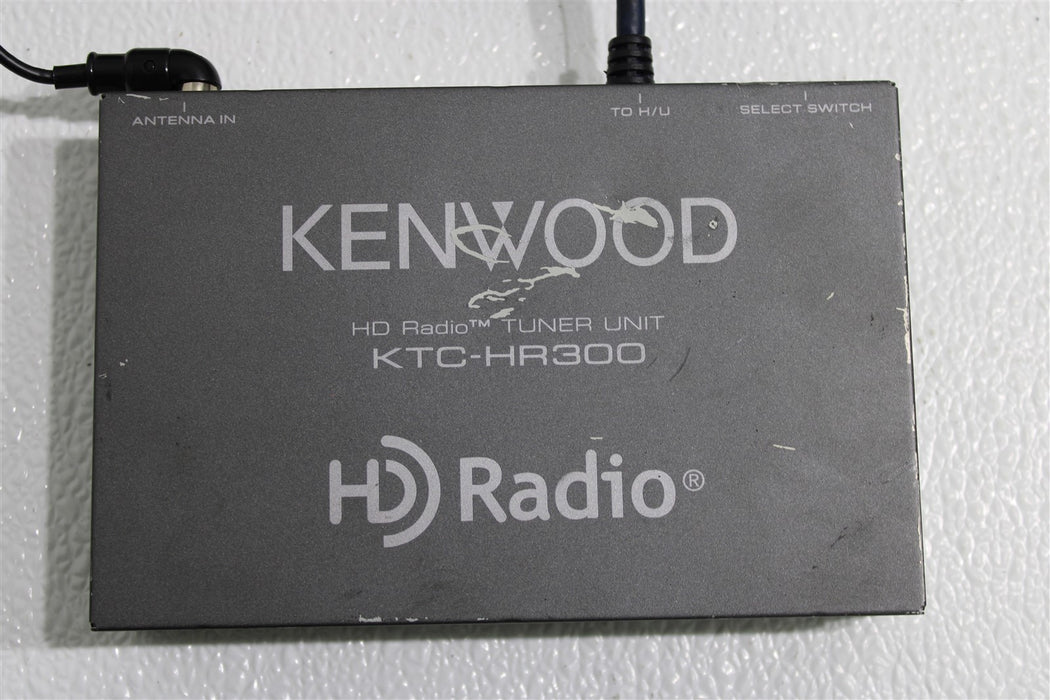 ANTENNA IN TO H/U SELECT SWITCH
KENWOOD
HD Radio™ TUNER UNIT
KTC-HR300
HD Radio®